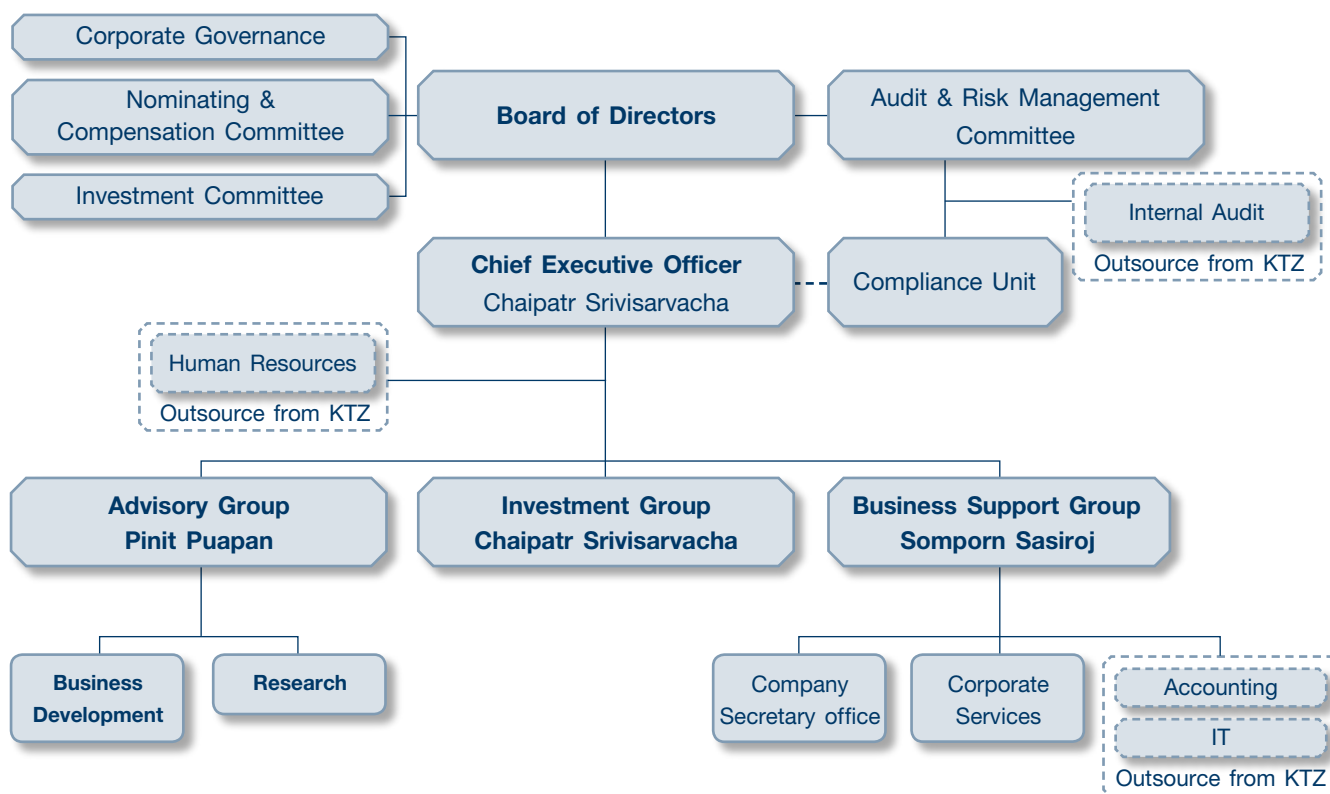 Corporate Governance
Nominating &
Compensation Committee
Investment Committee
Board of Directors
Audit & Risk Management
Committee
Internal Audit
Outsource from KTZ
Chief Executive Officer
Chaipatr Srivisarvacha
Compliance Unit
Human Resources
Outsource from KTZ
Advisory Group
Pinit Puapan
Investment Group
Chaipatr Srivisarvacha
Business Support Group
Somporn Sasiroj
Business
Development
Research
Company
Secretary office
Corporate
Services
Accounting
IT
Outsource from KTZ